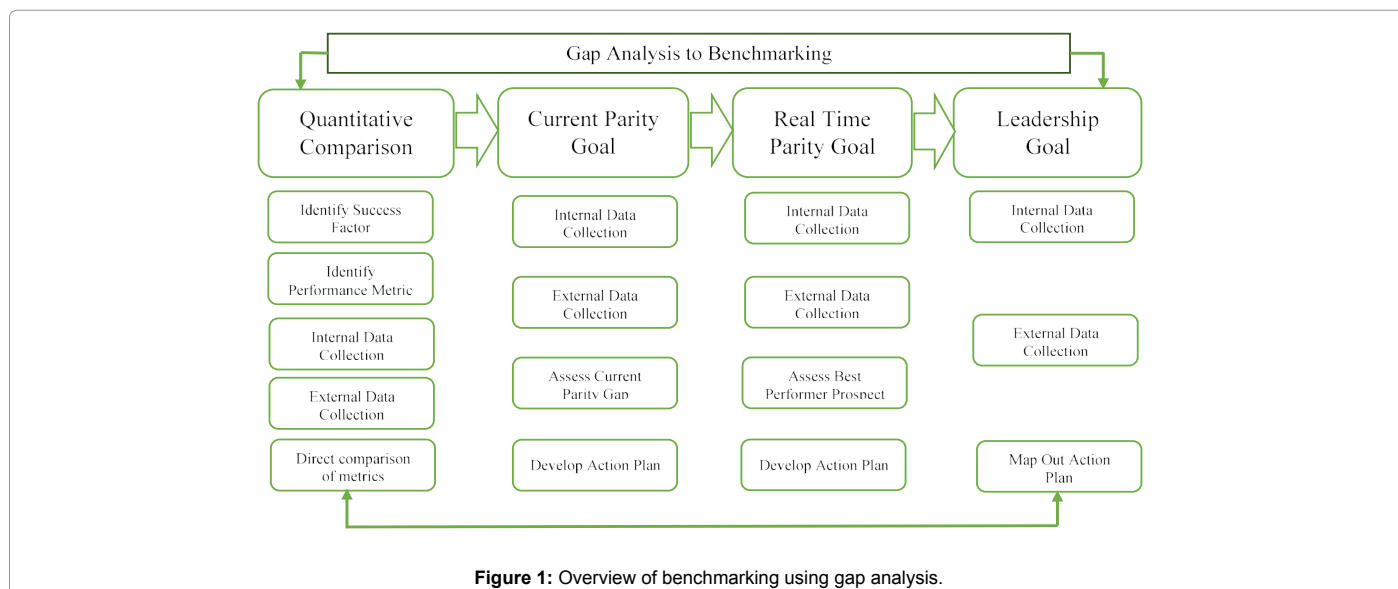 Gap Analysis to Benchmarking
Quantitative
Comparison
Current Parity
Goal
Real Time
Parity Goal
Leadership
Goal
Identify Success
Factor
Identify
Performance Metric
Internal Data
Collection
External Data
Collection
Direct comparison
of metrics
Internal Data
Collection
External Data
Collection
Assess Current
Parity Gap
Develop Action Plan
Internal Data
Collection
External Data
Collection
Assess Best
Performer Prospect
Develop Action Plan
Internal Data
Collection
External Data
Collection
Map Out Action
Plan
Figure 1: Overview of benchmarking using gap analysis.